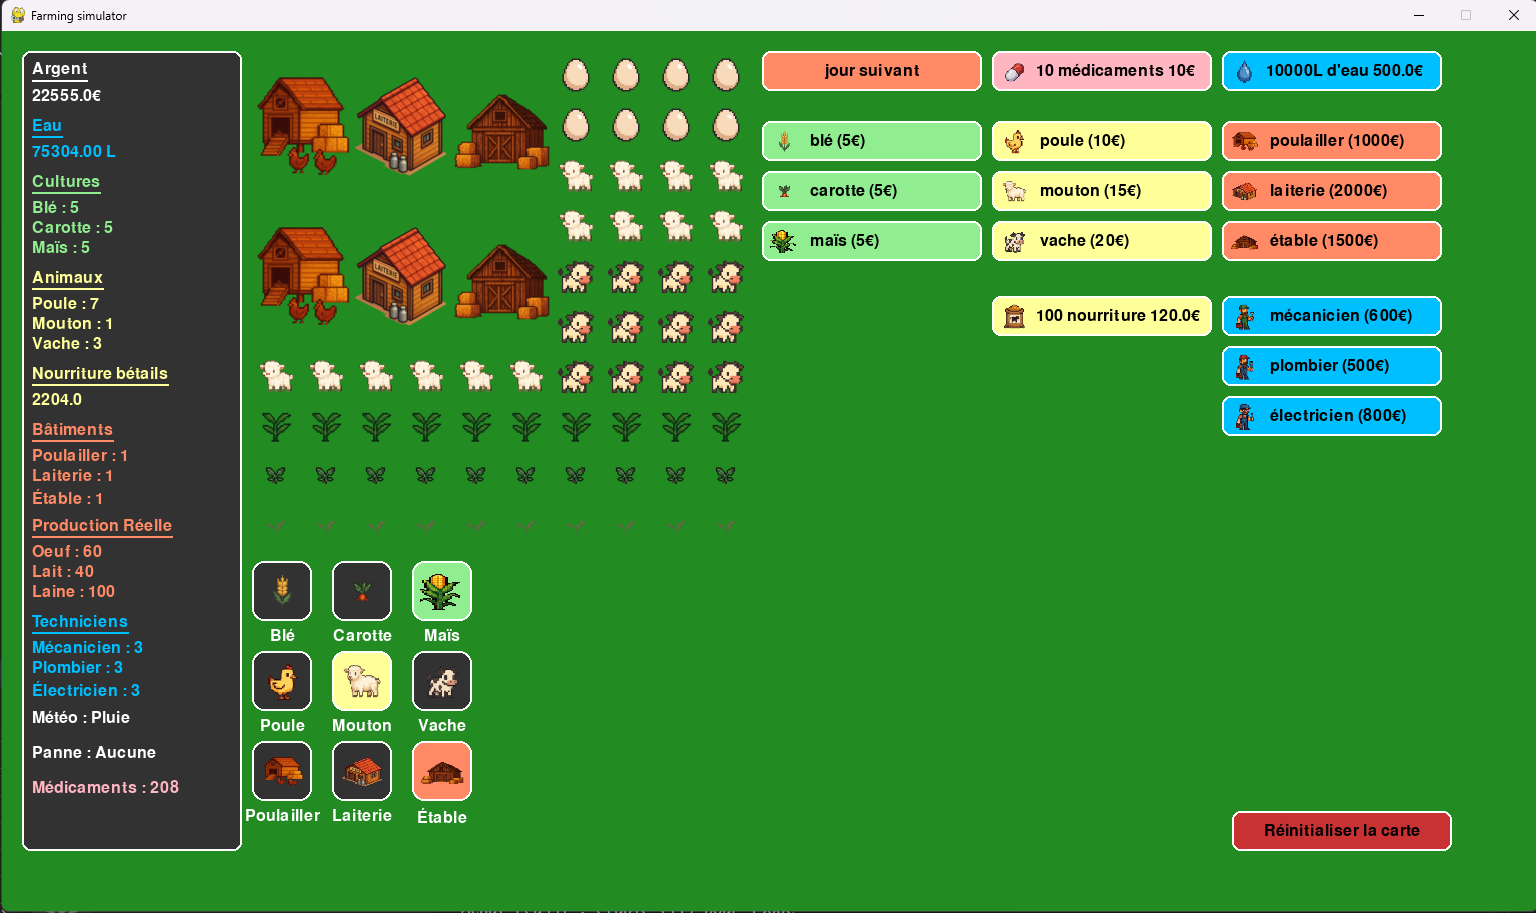 Farming simulator
Argent
22555.0€
Eau
75304.00 L
Cultures
Blé : 5
Carotte : 5
Maïs : 5
Animaux
Poule : 7
Mouton : 1
Vache : 3
Nourriture bétails
2204.0
Bâtiments
Poulailler : 1
Laiterie : 1
Étable : 1
Production Réelle
Oeuf : 60
Lait : 40
Laine : 100
Techniciens
Mécanicien : 3
Plombier : 3
Électricien : 3
Météo : Pluie
Panne : Aucune
Médicaments : 208
LAITERIE
LAITERIE
Blé
Carotte
Maïs
Poule
Mouton
Vache
Poulailler
Laiterie
Étable
jour suivant
10 médicaments 10€
10000L d'eau 500.0€
blé (5€)
poule (10€)
poulailler (1000€)
carotte (5€)
mouton (15€)
laiterie (2000€)
maïs (5€)
vache (20€)
étable (1500€)
100 nourriture 120.0€
mécanicien (600€)
plombier (500€)
électricien (800€)
Réinitialiser la carte